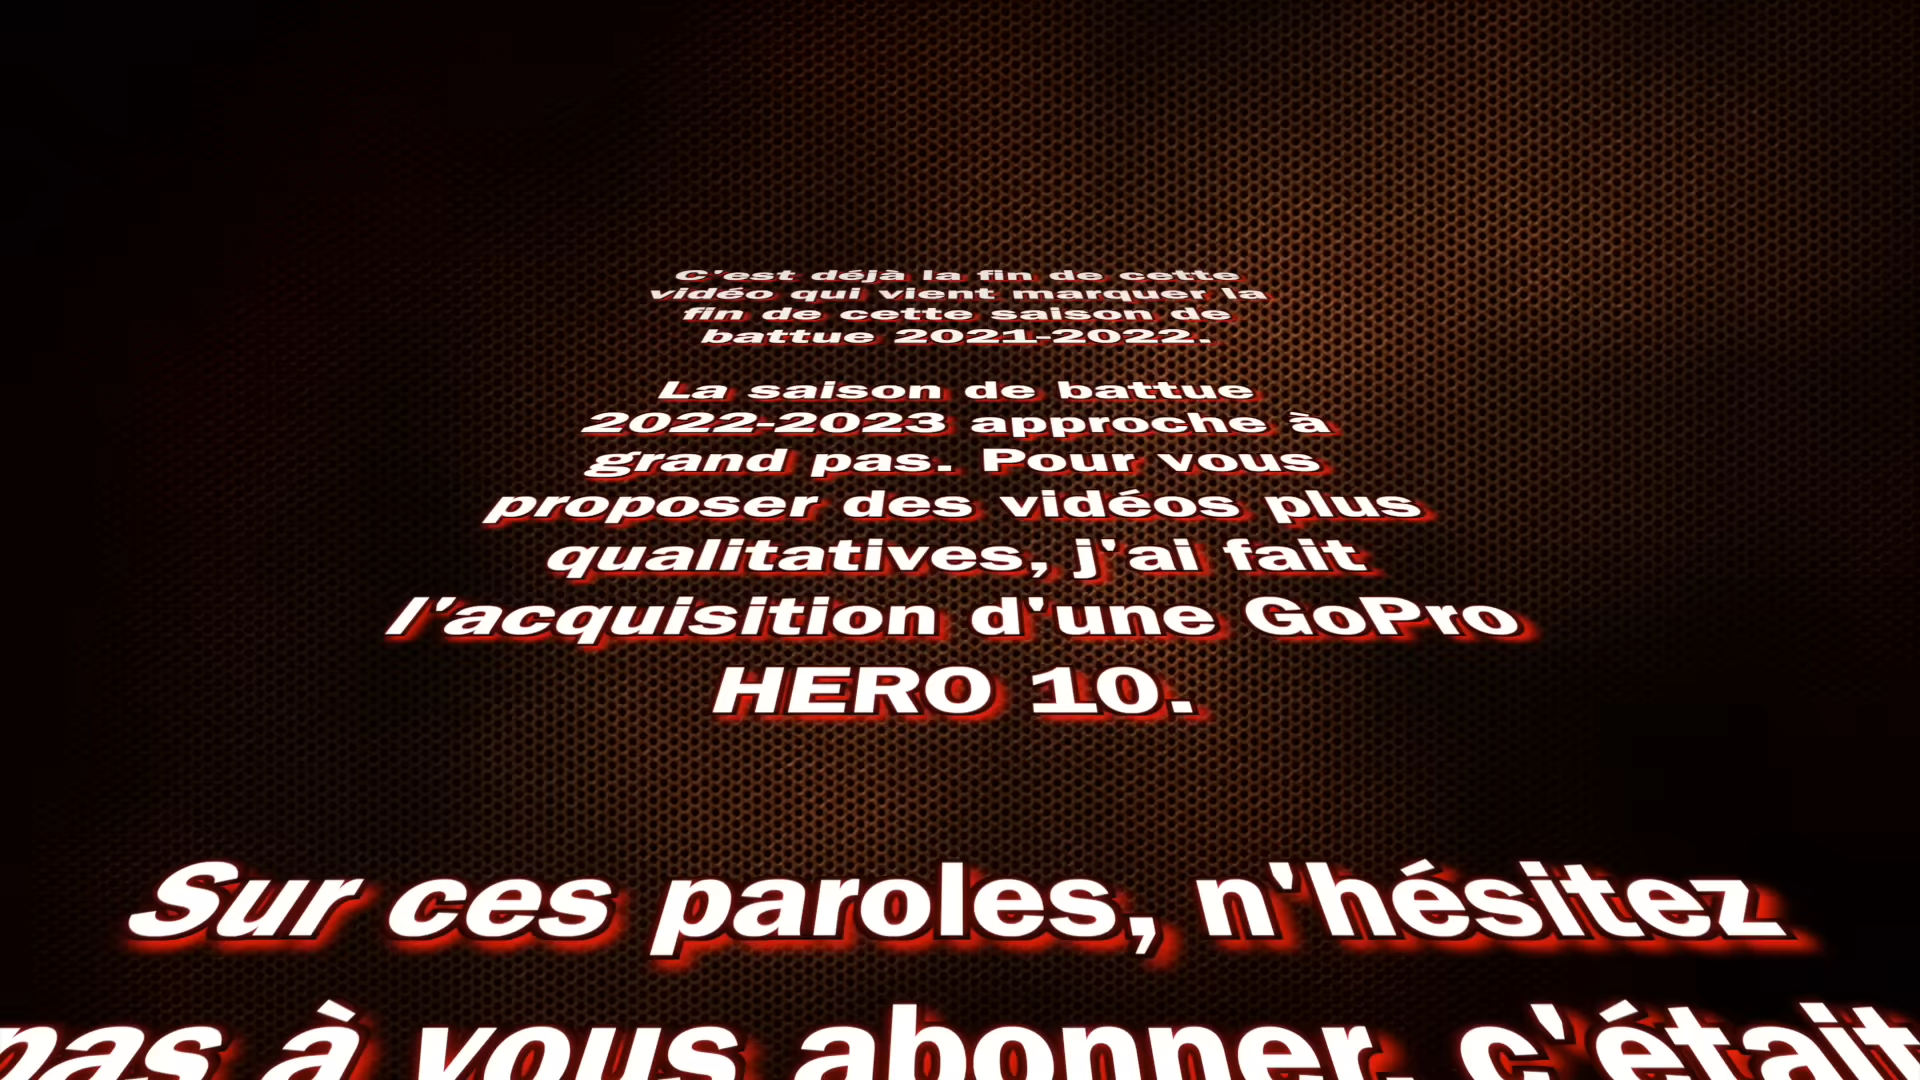 C'est déjà la fin de cette
vidéo qui vient marquer la
fin de cette saison de
battue 2021-2022.
La saison de battue
2022-2023 approche à
grand pas. Pour vous
proposer des vidéos plus
qualitatives, j'ai fait
l'acquisition d'une GoPro
HERO 10.
Sur ces paroles, n'hésitez
pas à vous abonner, c'était